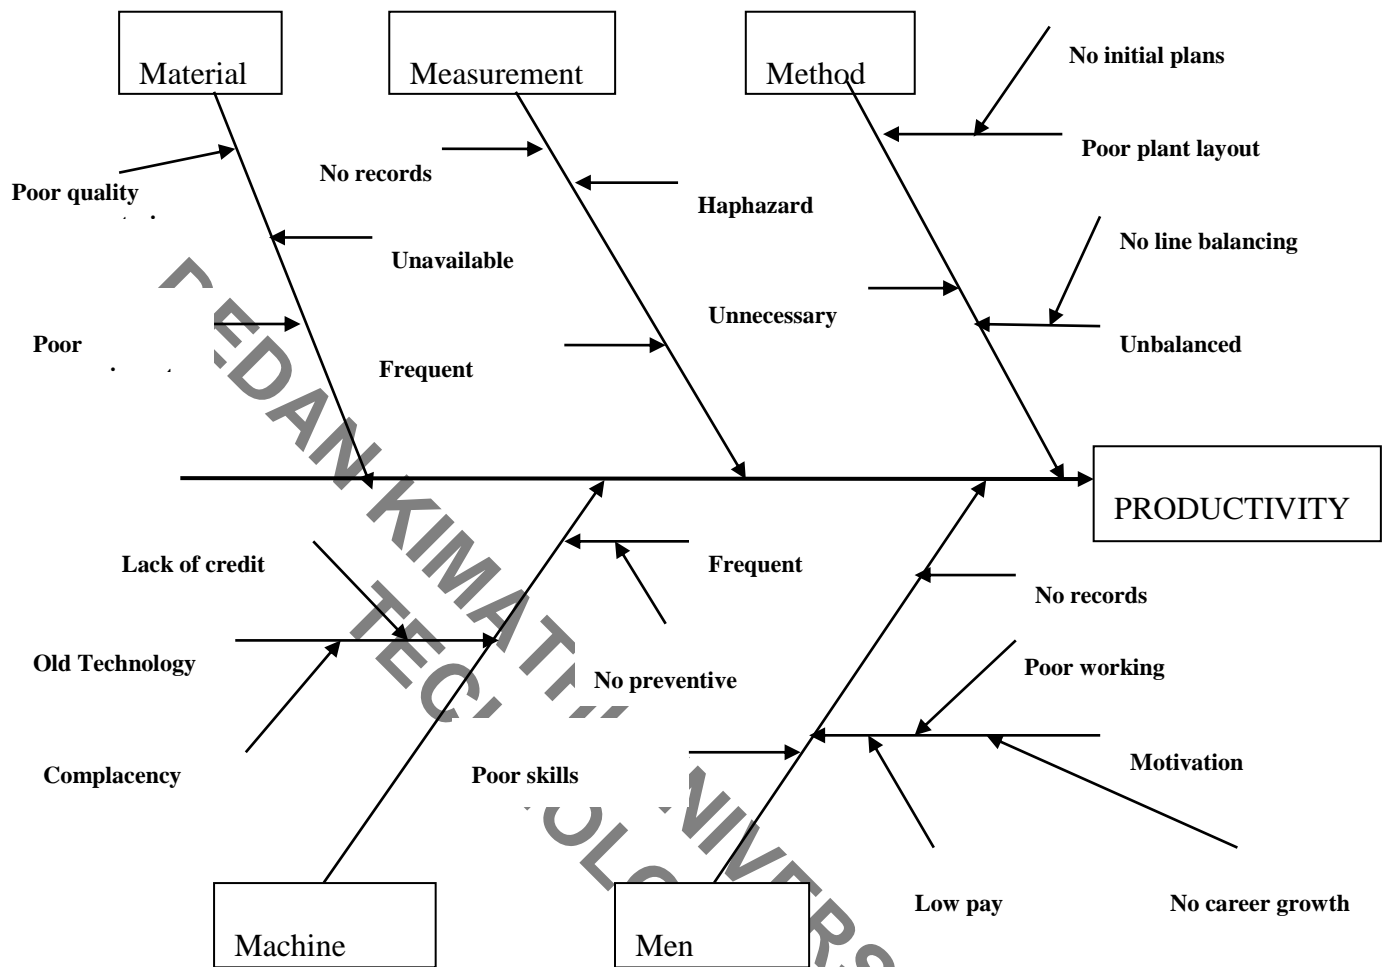 Material
Measurement
Method
No initial plans
Poor plant layout
No records
Poor quality
Haphazard
No line balancing
Unavailable
Unnecessary
Poor
Unbalanced
Frequent
PRODUCTIVITY
Lack of credit
Frequent
No records
Old Technology
Poor working
No preventive
Motivation
Complacency
Poor skills
Low pay
No career growth
Machine
Men